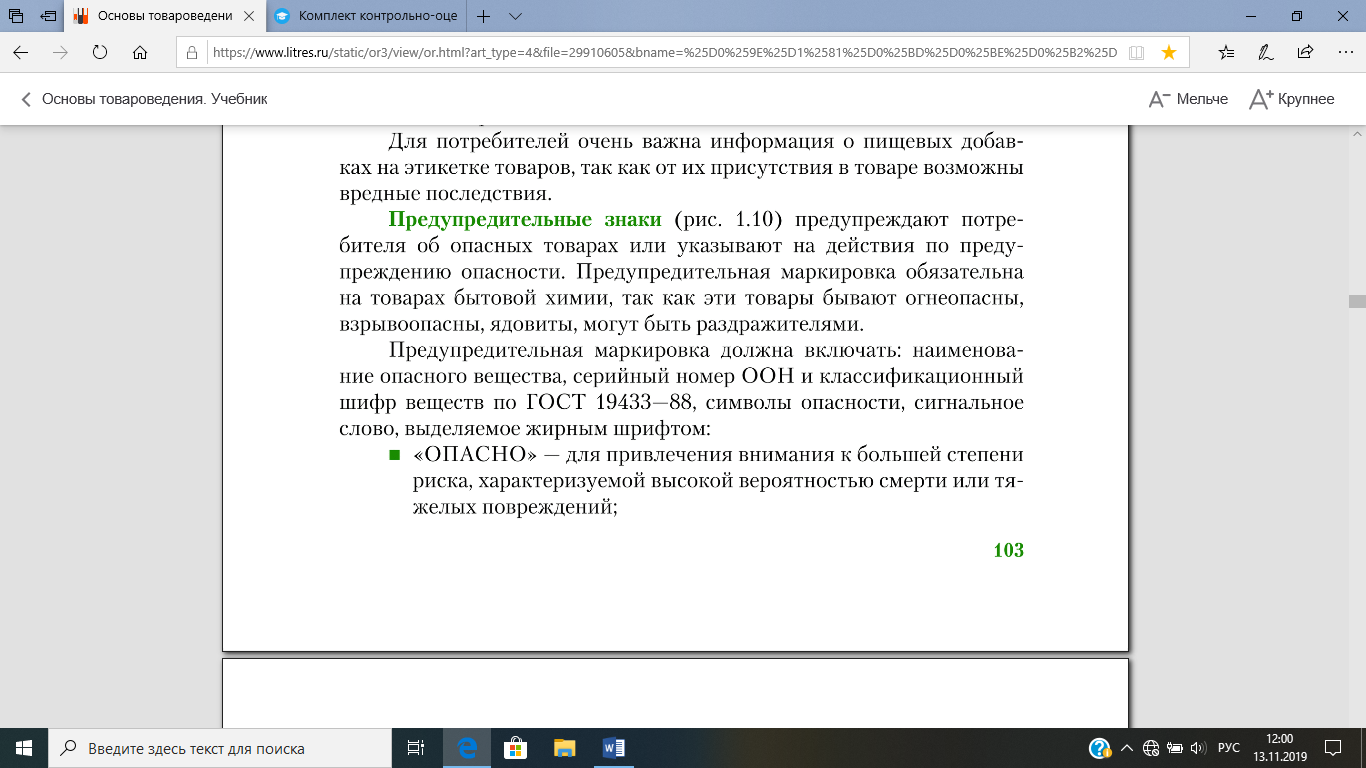 Основы товароведени
Комплект контрольно-оце
https://www.litres.ru/static/or3/view/or.html?art_type=4&file=29910605&bname=%25D0%259E%25D1%2581%25D0%25BD%25D0%25BE%25D0%25B2%25D
Основы товароведения. Учебник
A− Мельче A+ Крупнее
Для потребителей очень важна информация о пищевых добав-
ках на этикетке товаров, так как от их присутствия в товаре возможны
вредные последствия.
Предупредительные знаки (рис. 1.10) предупреждают потре-
бителя об опасных товарах или указывают на действия по преду-
преждению опасности. Предупредительная маркировка обязательна
на товарах бытовой химии, так как эти товары бывают огнеопасны,
взрывоопасны, ядовиты, могут быть раздражителями.
Предупредительная маркировка должна включать: наименова-
ние опасного вещества, серийный номер ООН и классификационный
шифр веществ по ГОСТ 19433—88, символы опасности, сигнальное
слово, выделяемое жирным шрифтом:
■ «ОПАСНО» — для привлечения внимания к большей степени
риска, характеризуемой высокой вероятностью смерти или тя-
желых повреждений;
103
Введите здесь текст для поиска
РУС
12:00
13.11.2019